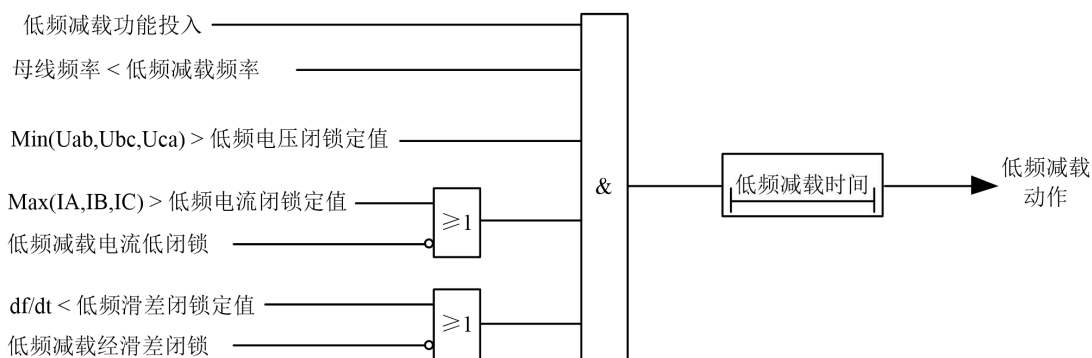 低频减载功能投入
母线频率 < 低频减载频率
Min(Uab,Ubc,Uca) > 低频电压闭锁定值
Max(IA,IB,IC) > 低频电流闭锁定值
低频减载电流低闭锁
≥1
df/dt < 低频滑差闭锁定值
低频减载经滑差闭锁
≥1
&
低频减载时间
低频减载
动作